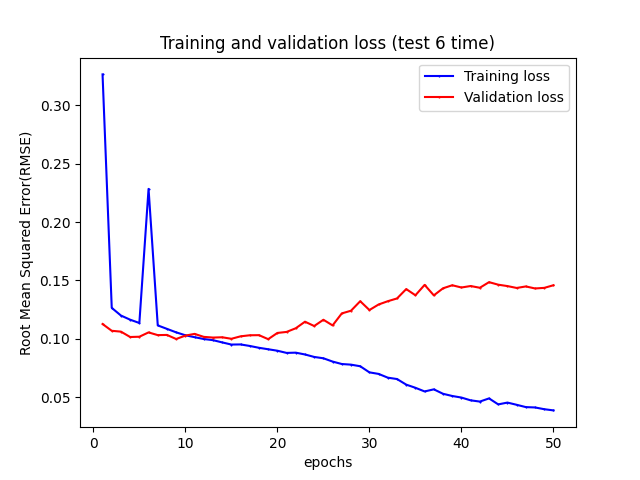 Training and validation loss (test 6 time)
Training loss
Validation loss
Root Mean Squared Error(RMSE)
0.30
0.25
0.20
0.15
0.10
0.05
0 10 20 30 40 50
epochs